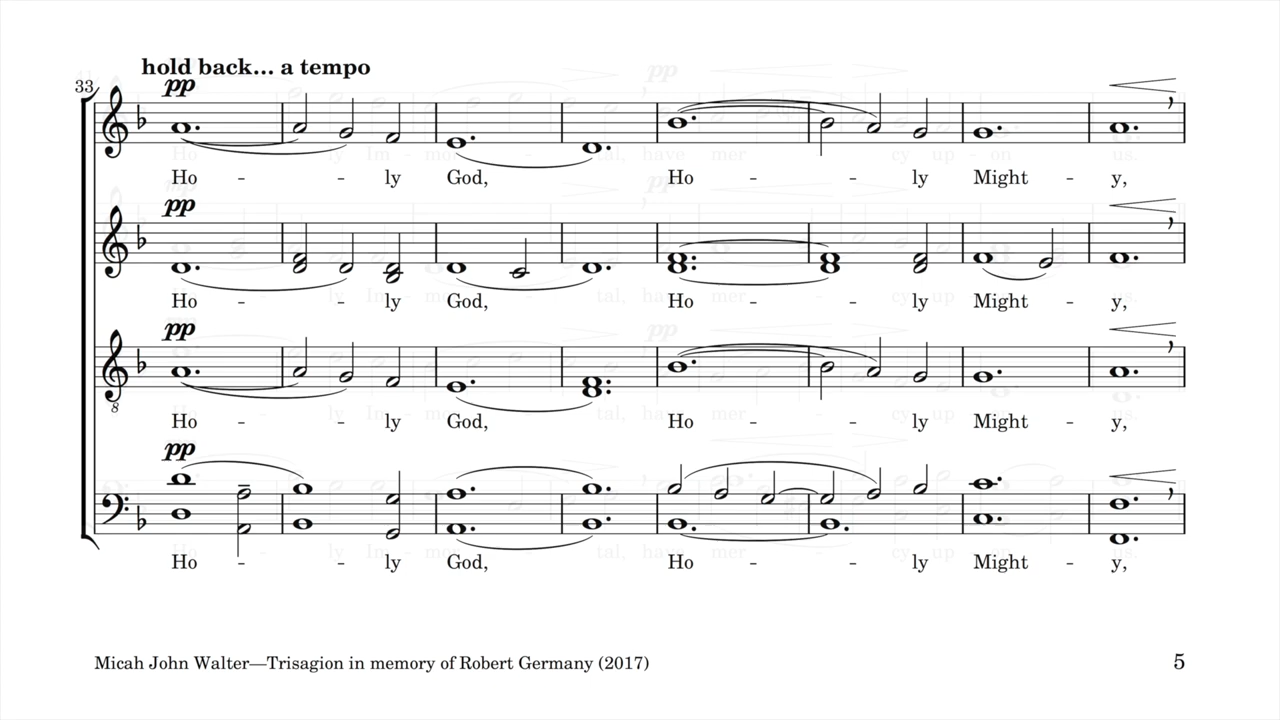 hold back... a tempo
33
pp
Ho - - ly God, Ho - - ly Might - y,
pp
Ho - - ly God, Ho - - ly Might - y,
pp
8
Ho - - ly God, Ho - - ly Might - y,
pp
Ho - - ly God, Ho - - ly Might - y,
Micah John Walter—Trisagion in memory of Robert Germany (2017) 5